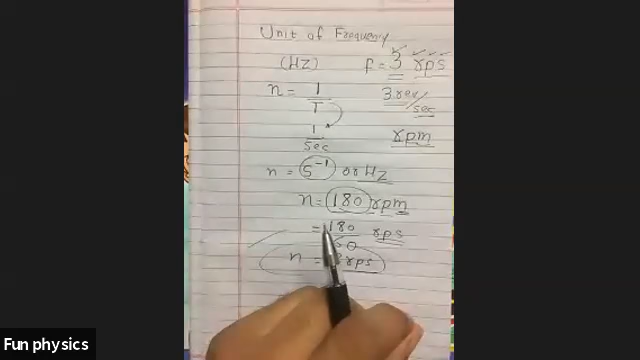 Unit of Frequency
(HZ) f = 3 rps
n = 1/T 3 rev/sec
1/sec rpm
n = S⁻¹ or HZ
n = 180 rpm
= 180/60 rps
n = 3 rps
Fun physics